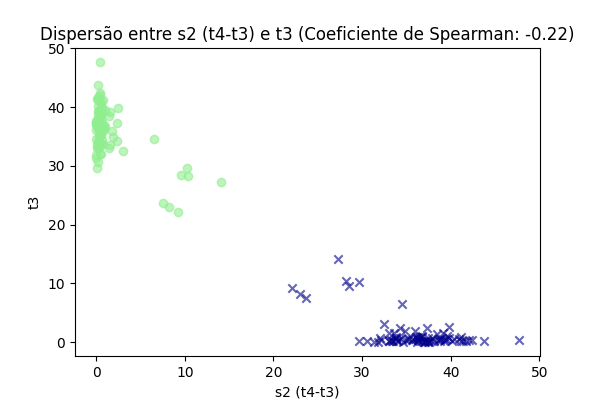 Dispersão entre s2 (t4-t3) e t3 (Coeficiente de Spearman: -0.22)
50
40
30
20
10
0
t3
0 10 20 30 40 50
s2 (t4-t3)